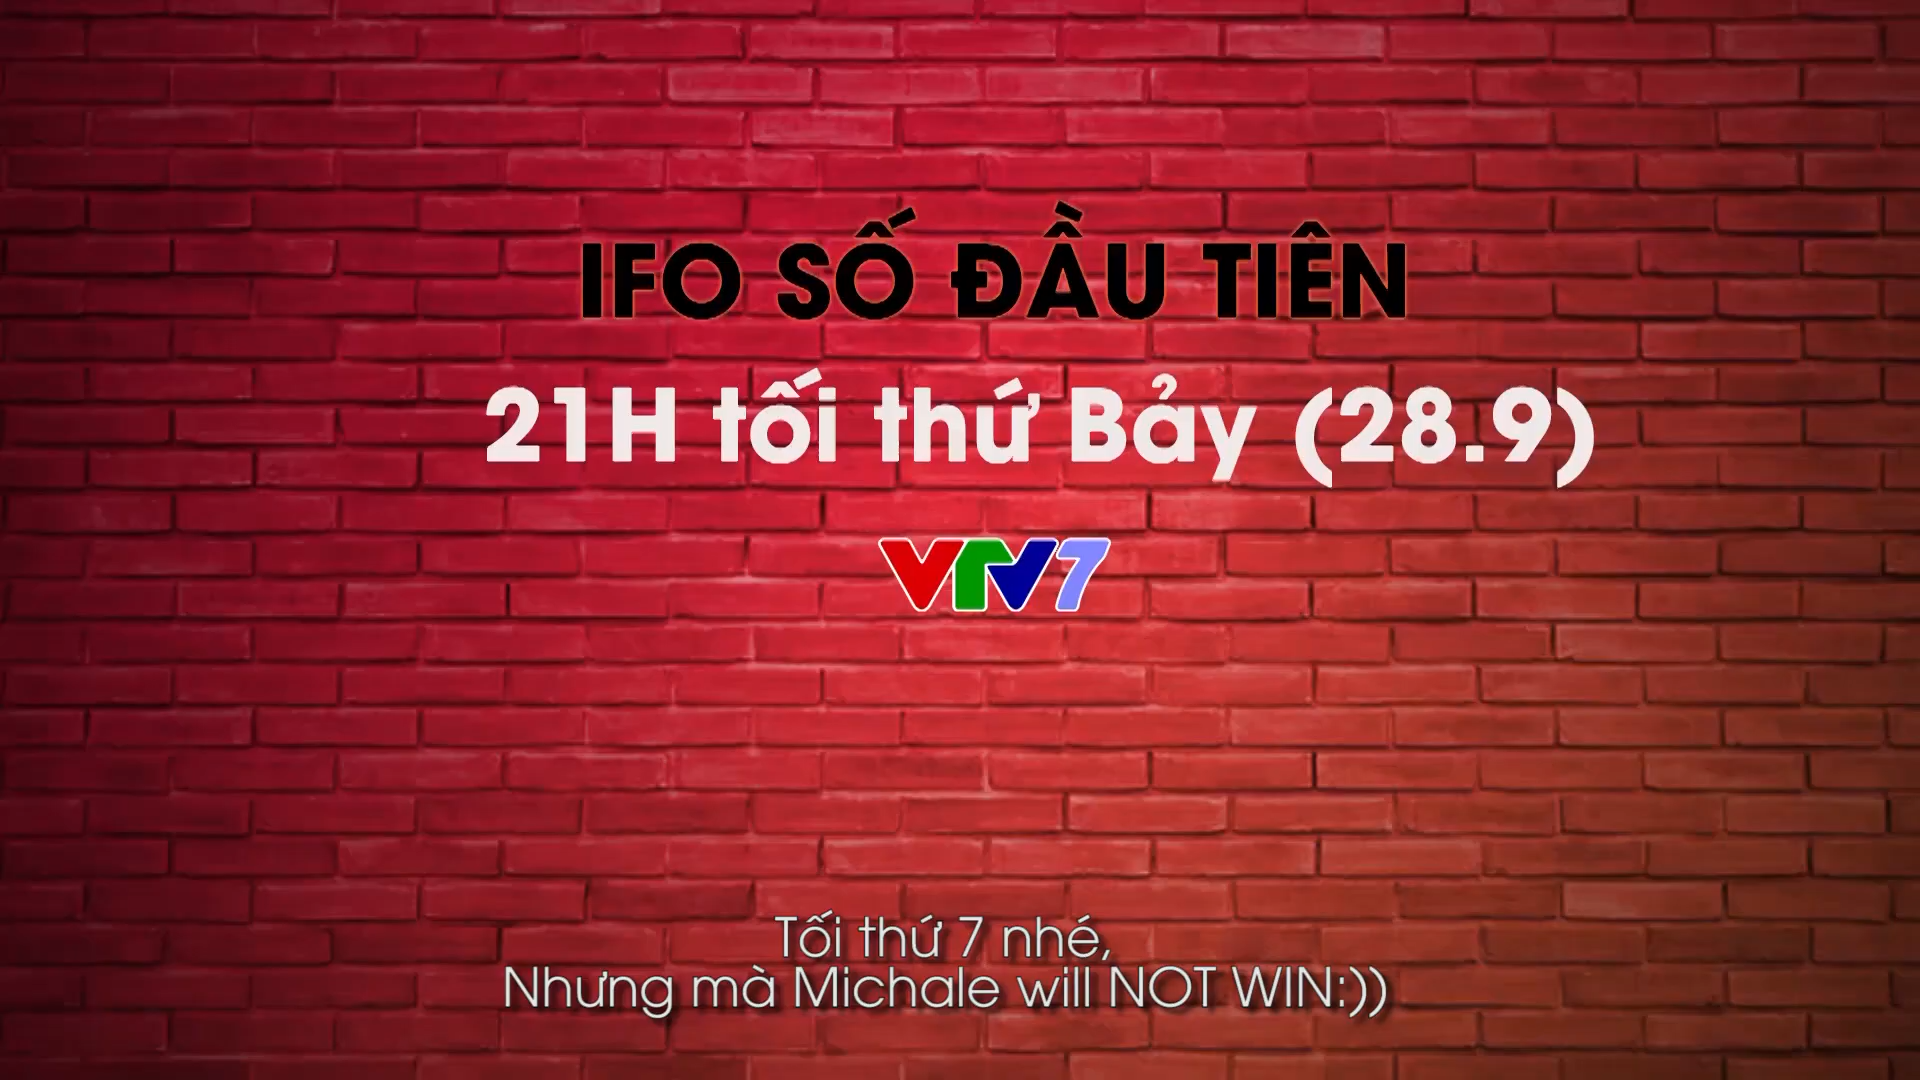 IFO SỐ ĐẦU TIÊN
21H tối thứ Bảy (28.9)
VTV7
Tối thứ 7 nhé,
Nhưng mà Michale will NOT WIN:))